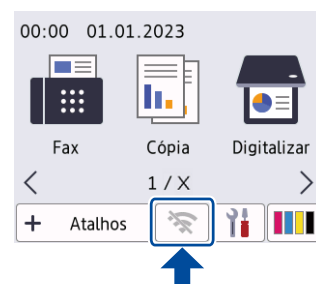 00:00 01.01.2023
Fax Cópia Digitalizar
< 1 / X >
+ Atalhos